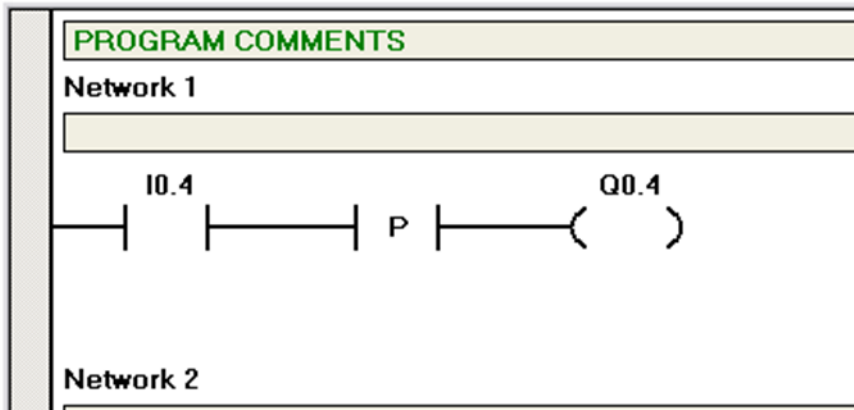 PROGRAM COMMENTS
Network 1
I0.4
Q0.4
P
Network 2